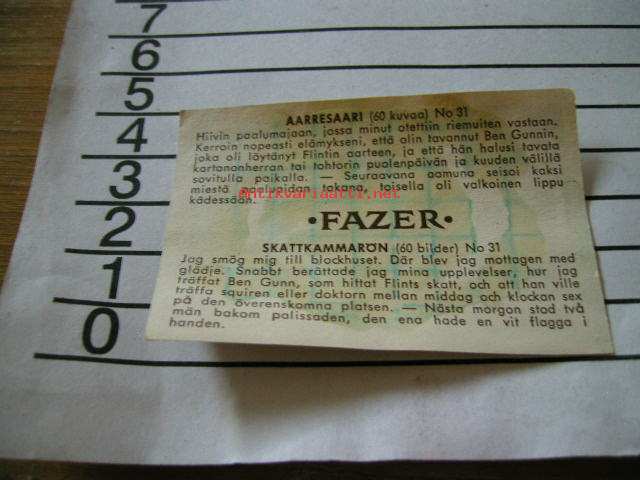 7
6
5
4
3
2
1
0
AARRESAARI (60 kuvaa) No 31
Hiivin paalumajaan, jossa minut otettiin riemuiten vastaan.
Kerroin nopeasti elämykseni, että olin tavannut Ben Gunnin,
joka oli löytänyt Flintin aarteen, ja että hän halusi tavata
kartanonherran tai tohtorin puolenpäivän ja kuuden välillä
sovitulla paikalla. — Seuraavana aamuna seisoi kaksi
miestä paaluaidan takana, toisella oli valkoinen lippu
kädessään.
antikvariaatti.net
•FAZER•
SKATTKAMMARÖN (60 bilder) No 31
Jag smög mig till blockhuset. Där blev jag mottagen med
glädje. Snabbt berättade jag mina upplevelser, hur jag
träffat Ben Gunn, som hittat Flints skatt, och att han ville
träffa squiren eller doktorn mellan middag och klockan sex
på den överenskomna platsen. — Nästa morgon stod två
män bakom palissaden, den ena hade en vit flagga i
handen.